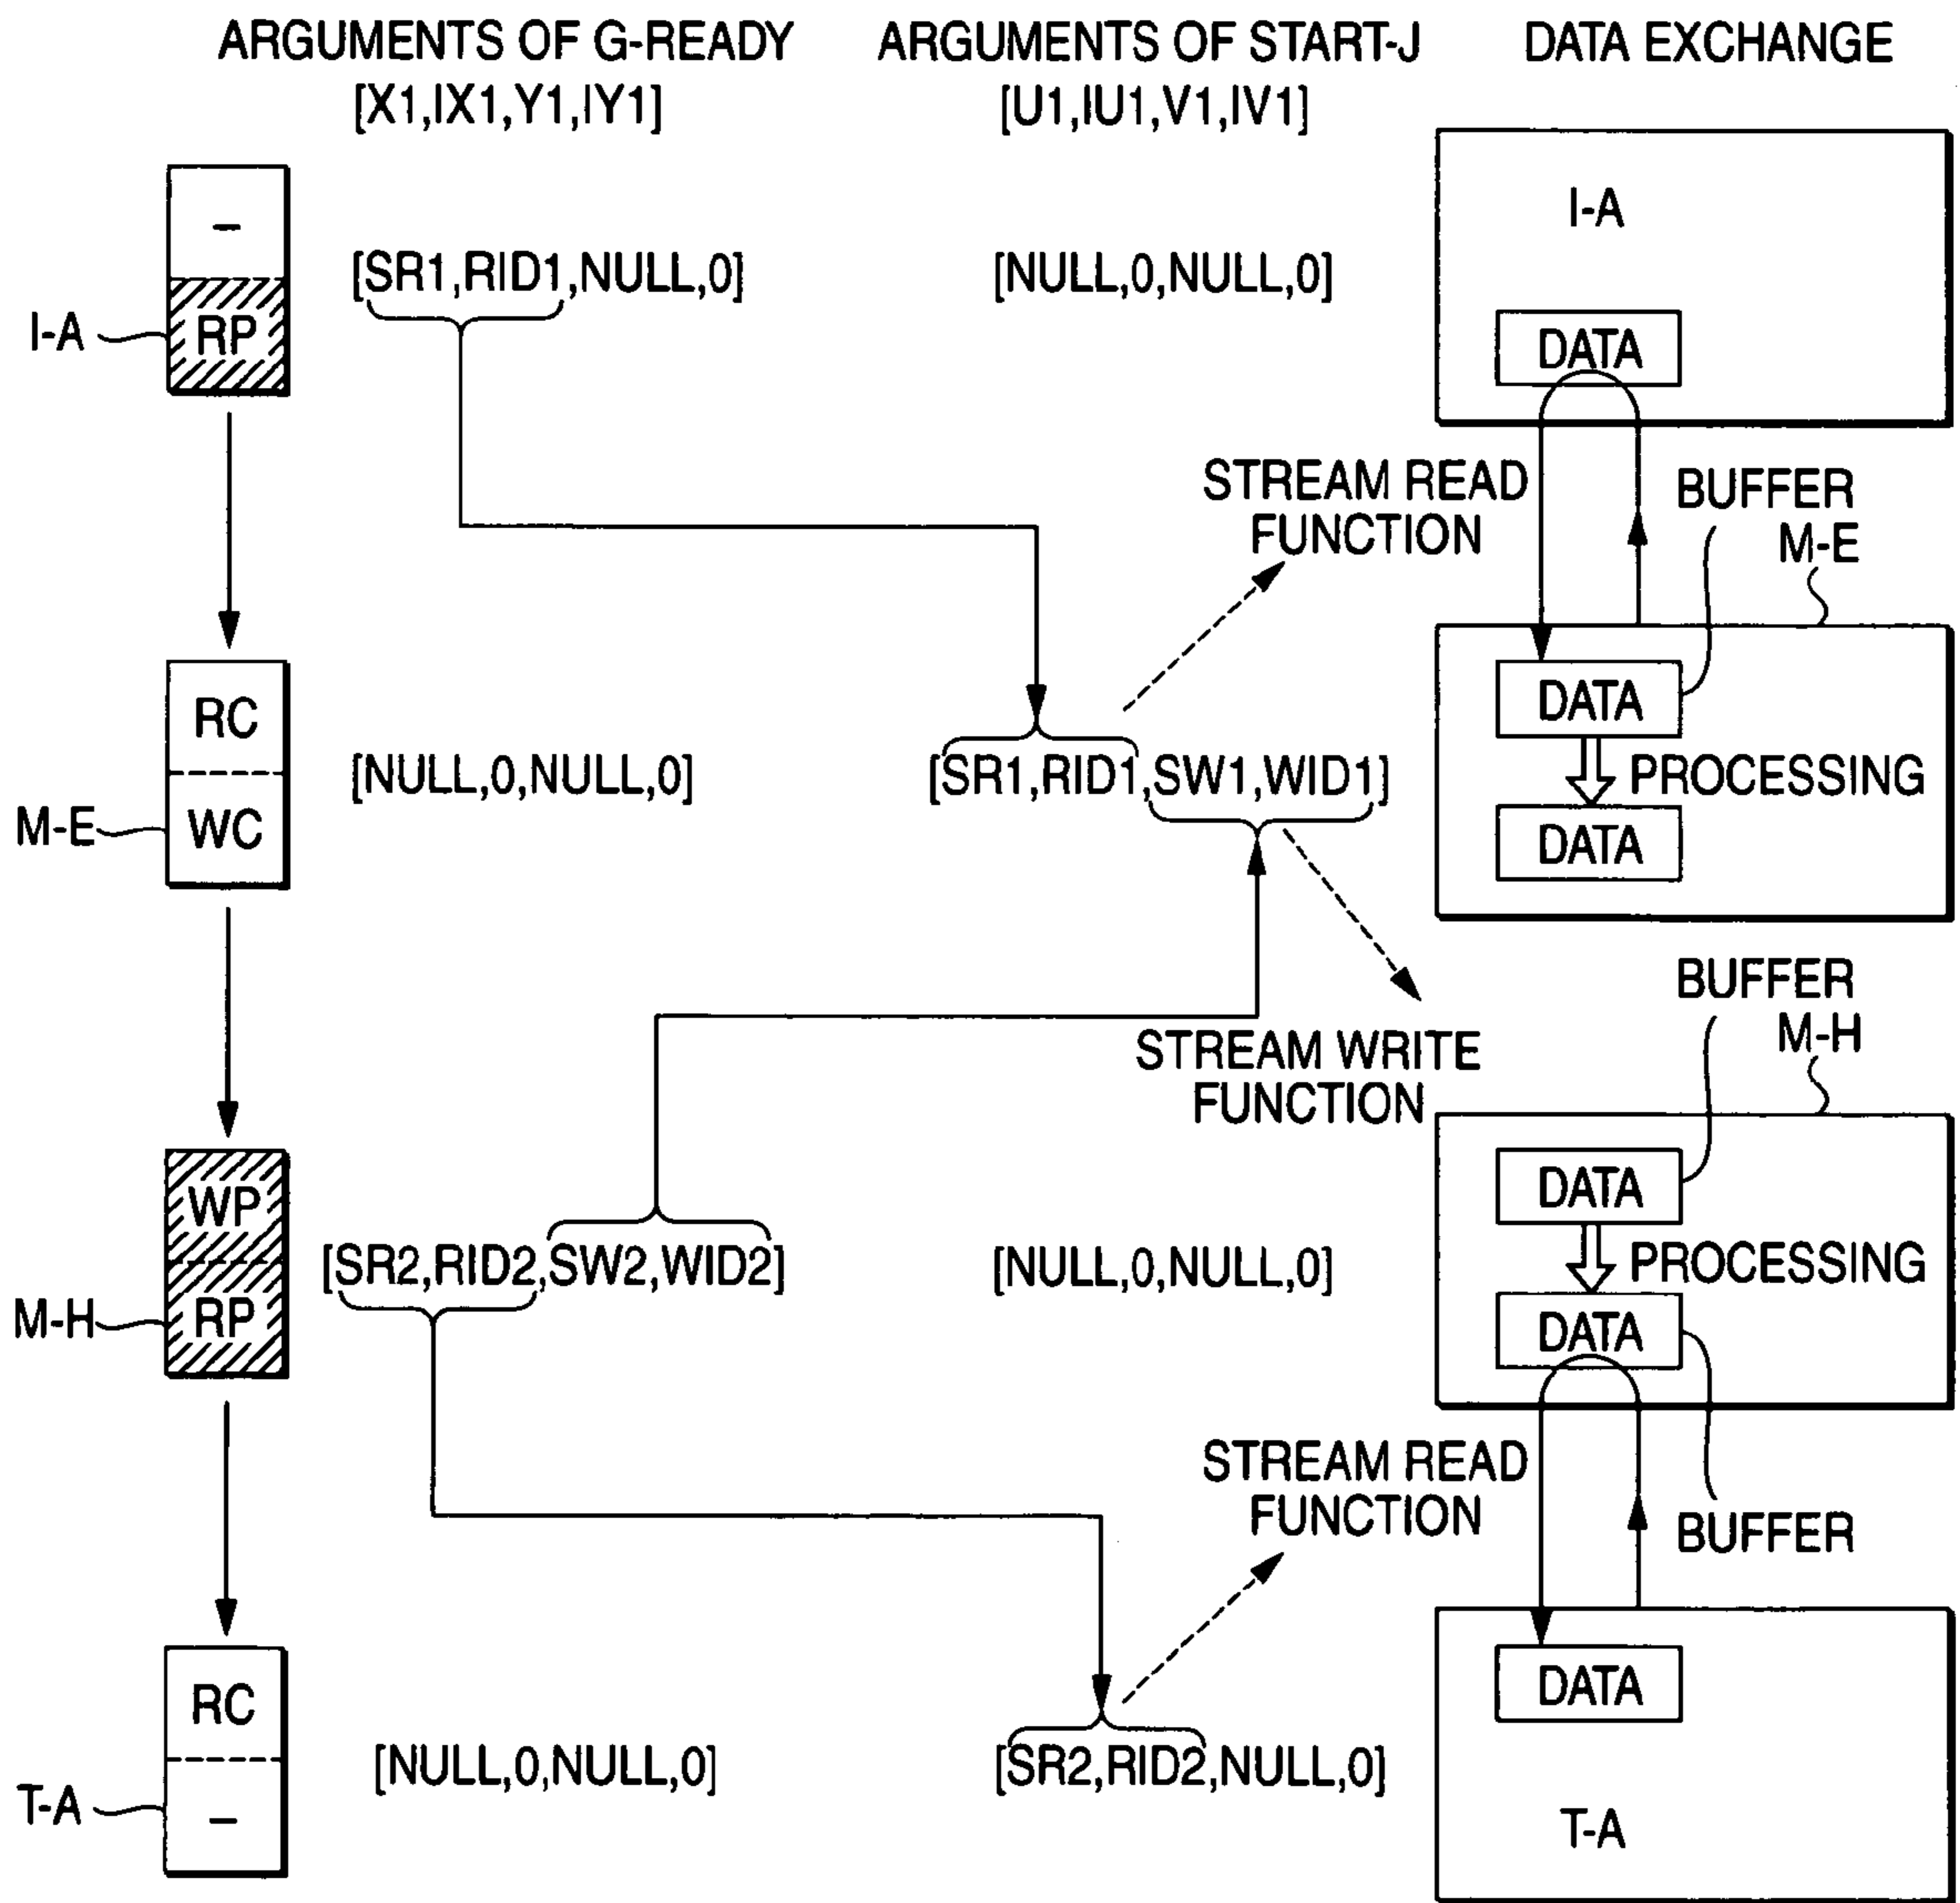 ARGUMENTS OF G-READY
[X1,IX1,Y1,IY1]
ARGUMENTS OF START-J
[U1,IU1,V1,IV1]
DATA EXCHANGE
–
RP
I-A
[SR1,RID1,NULL,0]
[NULL,0,NULL,0]
I-A
DATA
STREAM READ
FUNCTION
BUFFER
M-E
RC
WC
M-E
[NULL,0,NULL,0]
[SR1,RID1,SW1,WID1]
DATA
PROCESSING
DATA
STREAM WRITE
FUNCTION
BUFFER
M-H
WP
RP
M-H
[SR2,RID2,SW2,WID2]
[NULL,0,NULL,0]
DATA
PROCESSING
DATA
STREAM READ
FUNCTION
BUFFER
RC
–
T-A
[NULL,0,NULL,0]
[SR2,RID2,NULL,0]
DATA
T-A